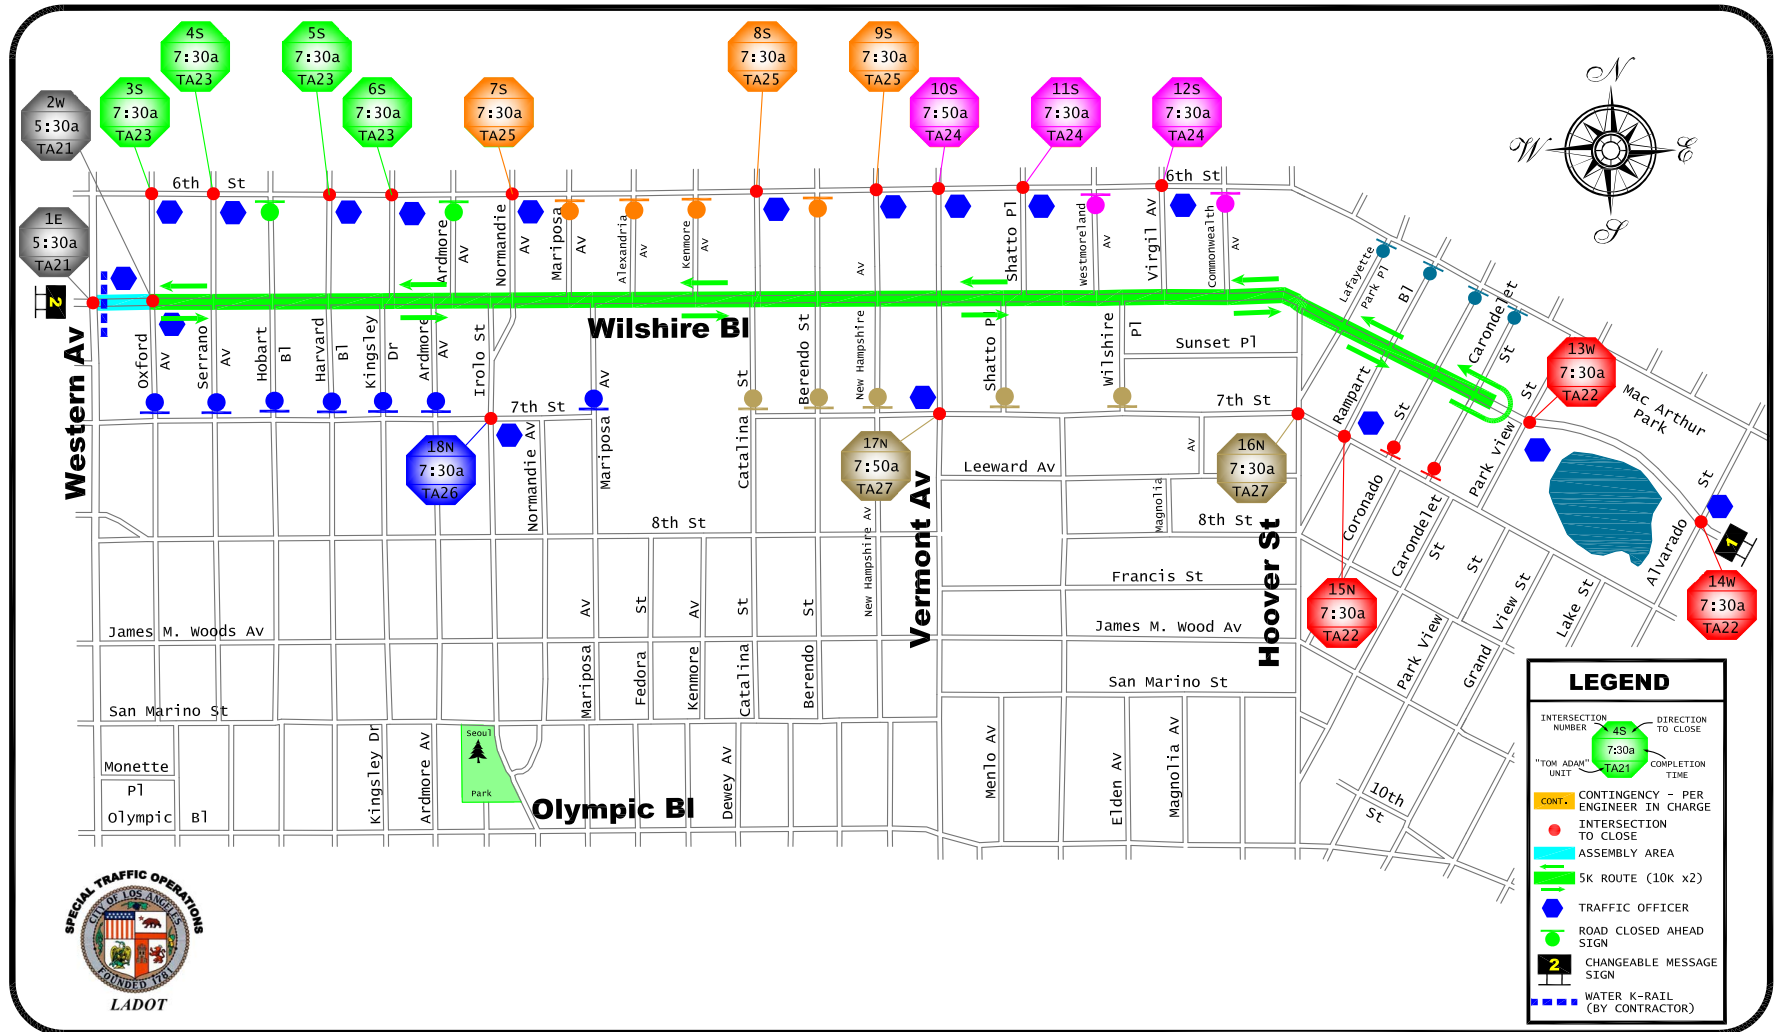 4S
7:30a
TA23
5S
7:30a
TA23
8S
7:30a
TA25
9S
7:30a
TA25
2W
5:30a
TA21
3S
7:30a
TA23
6S
7:30a
TA23
7S
7:30a
TA25
10S
7:50a
TA24
11S
7:30a
TA24
12S
7:30a
TA24
N
W
E
S
6th St
6th St
1E
5:30a
TA21
2
Ardmore
Av
Normandie
Av
Mariposa
Av
Alexandria
Av
Kenmore
Av
Av
Shatto Pl
Westmoreland
Av
Virgil Av
Commonwealth
Av
Lafayette
Park Pl
Bl
Carondelet
St
Wilshire Bl
Western Av
Oxford
Av
Serrano
Av
Hobart
Bl
Harvard
Bl
Kingsley
Dr
Ardmore
Av
Irolo St
Av
Mariposa
St
Catalina
Berendo St
New Hampshire
Shatto Pl
Wilshire
Pl
Sunset Pl
7th St
7th St
Rampart
St
Park view
St
13W
7:30a
TA22
Mac Arthur
Park
18N
7:30a
TA26
Normandie Av
17N
7:50a
TA27
Leeward Av
Av
Magnolia
16N
7:30a
TA27
Coronado
Carondelet
St
St
Alvarado
1
14W
7:30a
TA22
15N
7:30a
TA22
8th St
8th St
New Hampshire Av
Vermont Av
Hoover St
Francis St
Av
St
Av
St
St
James M. Woods Av
James M. Wood Av
Mariposa
Fedora
Kenmore
Catalina
Berendo
Park View
St
View St
Grand
Lake St
San Marino St
San Marino St
Monette
Pl
Olympic Bl
Kingsley Dr
Ardmore Av
Seoul
Park
Olympic Bl
Dewey Av
Menlo Av
Elden Av
Magnolia Av
10th
St
SPECIAL TRAFFIC OPERATIONS
CITY OF LOS ANGELES
FOUNDED 1781
LADOT
LEGEND
INTERSECTION
NUMBER
DIRECTION
TO CLOSE
4S
7:30a
TA21
"TOM ADAM"
UNIT
COMPLETION
TIME
CONT.
CONTINGENCY - PER
ENGINEER IN CHARGE
INTERSECTION
TO CLOSE
ASSEMBLY AREA
5K ROUTE (10K x2)
TRAFFIC OFFICER
ROAD CLOSED AHEAD
SIGN
2
CHANGEABLE MESSAGE
SIGN
WATER K-RAIL
(BY CONTRACTOR)